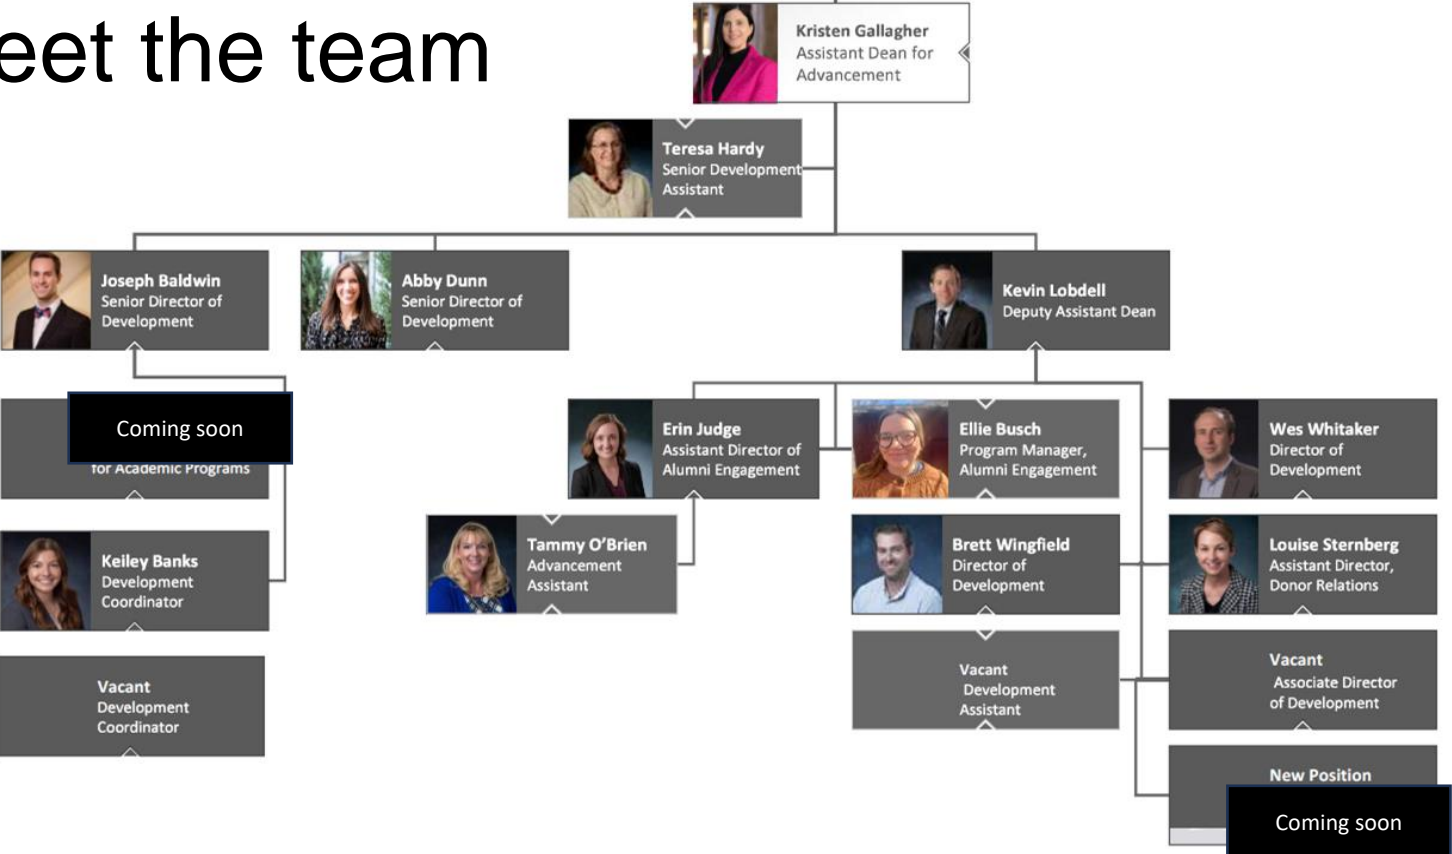 eet the team
Kristen Gallagher
Assistant Dean for
Advancement
Teresa Hardy
Senior Development
Assistant
Joseph Baldwin
Senior Director of
Development
Abby Dunn
Senior Director of
Development
Kevin Lobdell
Deputy Assistant Dean
Coming soon
for Academic Programs
Erin Judge
Assistant Director of
Alumni Engagement
Ellie Busch
Program Manager,
Alumni Engagement
Wes Whitaker
Director of
Development
Keiley Banks
Development
Coordinator
Tammy O’Brien
Advancement
Assistant
Brett Wingfield
Director of
Development
Louise Sternberg
Assistant Director,
Donor Relations
Vacant
Development
Coordinator
Vacant
Development
Assistant
Vacant
Associate Director
of Development
New Position
Coming soon